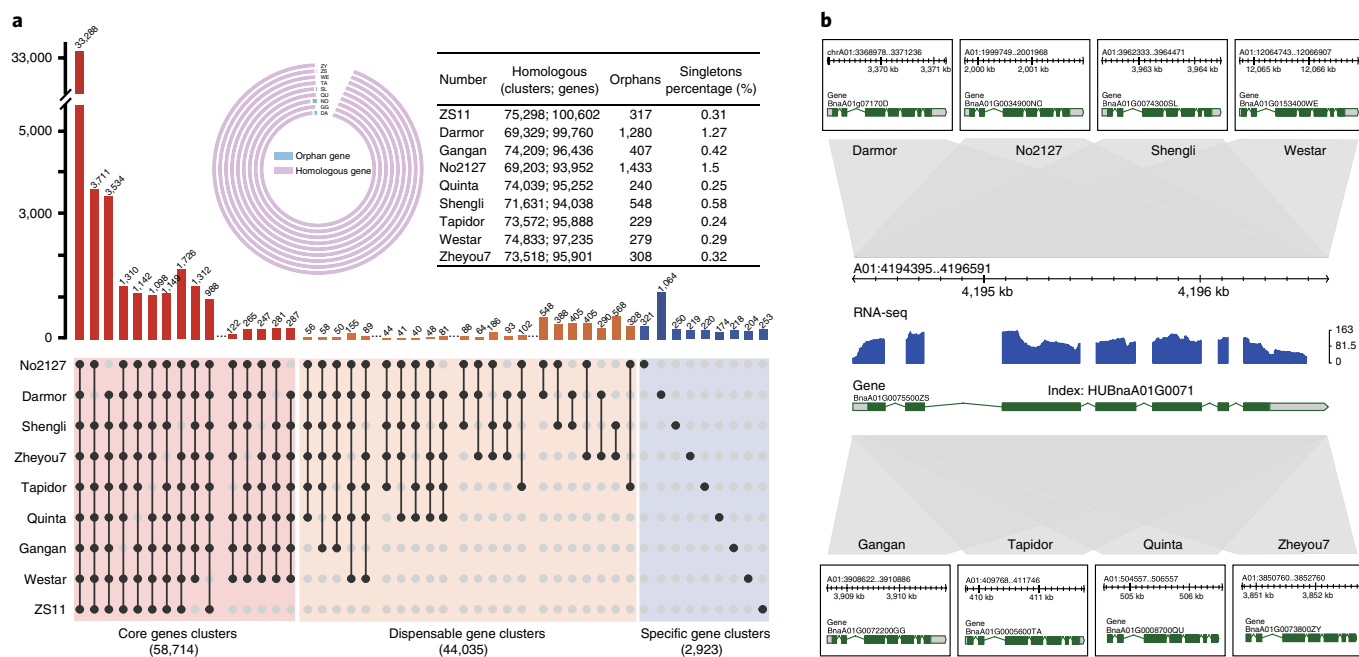 a
33,288
33,000
5,000
3,000
0
3,711
3,534
1,310
1,142
1,098
1,149
1,726
1,312
988
122
265
247
281
287
56
58
50
155
89
44
41
40
48
81
88
64
186
93
102
548
388
405
405
290
568
328
321
1,064
250
219
220
174
218
204
253
ZY
ZS
WE
TA
SL
QU
NO
GG
DA
Orphan gene
Homologous gene
Number Homologous (clusters; genes) Orphans Singletons percentage (%)
ZS11 75,298; 100,602 317 0.31
Darmor 69,329; 99,760 1,280 1.27
Gangan 74,209; 96,436 407 0.42
No2127 69,203; 93,952 1,433 1.5
Quinta 74,039; 95,252 240 0.25
Shengli 71,631; 94,038 548 0.58
Tapidor 73,572; 95,888 229 0.24
Westar 74,833; 97,235 279 0.29
Zheyou7 73,518; 95,901 308 0.32
No2127
Darmor
Shengli
Zheyou7
Tapidor
Quinta
Gangan
Westar
ZS11
Core genes clusters
(58,714)
Dispensable gene clusters
(44,035)
Specific gene clusters
(2,923)
b
chrA01:3368978..3371236
3,370 kb 3,371 kb
Gene
BnaA01g07170D
A01:1999749..2001968
2,000 kb 2,001 kb
Gene
BnaA01G0034900NO
A01:3962333..3964471
3,963 kb 3,964 kb
Gene
BnaA01G0074300SL
A01:12064743..12066907
12,065 kb 12,066 kb
Gene
BnaA01G0153400WE
Darmor No2127 Shengli Westar
A01:4194395..4196591
4,195 kb 4,196 kb
RNA-seq
163
81.5
0
Gene
BnaA01G0075500ZS
Index: HUBnaA01G0071
Gangan Tapidor Quinta Zheyou7
A01:3908622..3910886
3,909 kb 3,910 kb
Gene
BnaA01G0072200GG
A01:409768..411746
410 kb 411 kb
Gene
BnaA01G0005600TA
A01:504557..506557
505 kb 506 kb
Gene
BnaA01G0008700QU
A01:3850760..3852760
3,851 kb 3,852 kb
Gene
BnaA01G0073800ZY